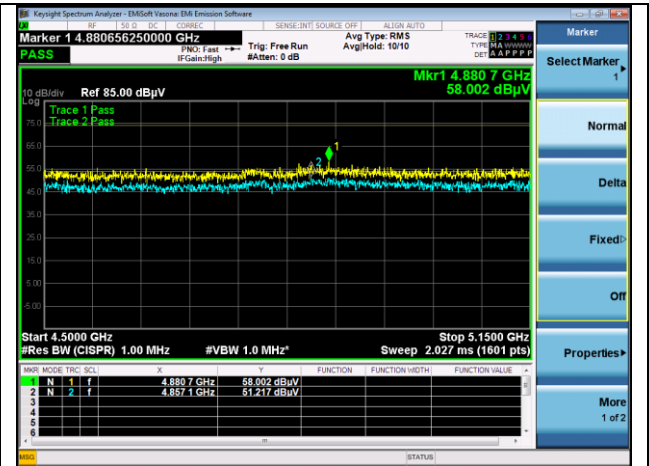 Keysight Spectrum Analyzer - EMiSoft Vasona: EMI Emission Software
RF 50 Ω DC CORREC SENSE:INT SOURCE OFF ALIGN AUTO
Marker 1 4.880656250000 GHz
PASS
PNO: Fast
IFGain:High
Trig: Free Run
#Atten: 0 dB
Avg Type: RMS
Avg|Hold: 10/10
TRACE 1 2 3 4 5 6
TYPE M A W W W W
DET A A P P P P
Mkr1 4.880 7 GHz
58.002 dBµV
10 dB/div Ref 85.00 dBµV
Log
Trace 1 Pass
Trace 2 Pass
75.0
65.0
55.0
45.0
35.0
25.0
15.0
5.00
-5.00
1
2
Start 4.5000 GHz
Stop 5.1500 GHz
#Res BW (CISPR) 1.00 MHz #VBW 1.0 MHz* Sweep 2.027 ms (1601 pts)
MKR MODE TRC SCL X Y FUNCTION FUNCTION WIDTH FUNCTION VALUE
1 N 1 f 4.880 7 GHz 58.002 dBµV
2 N 2 f 4.857 1 GHz 51.217 dBµV
3
4
5
6
MSG
STATUS
Marker
Select Marker
1
Normal
Delta
Fixed
Off
Properties
More
1 of 2